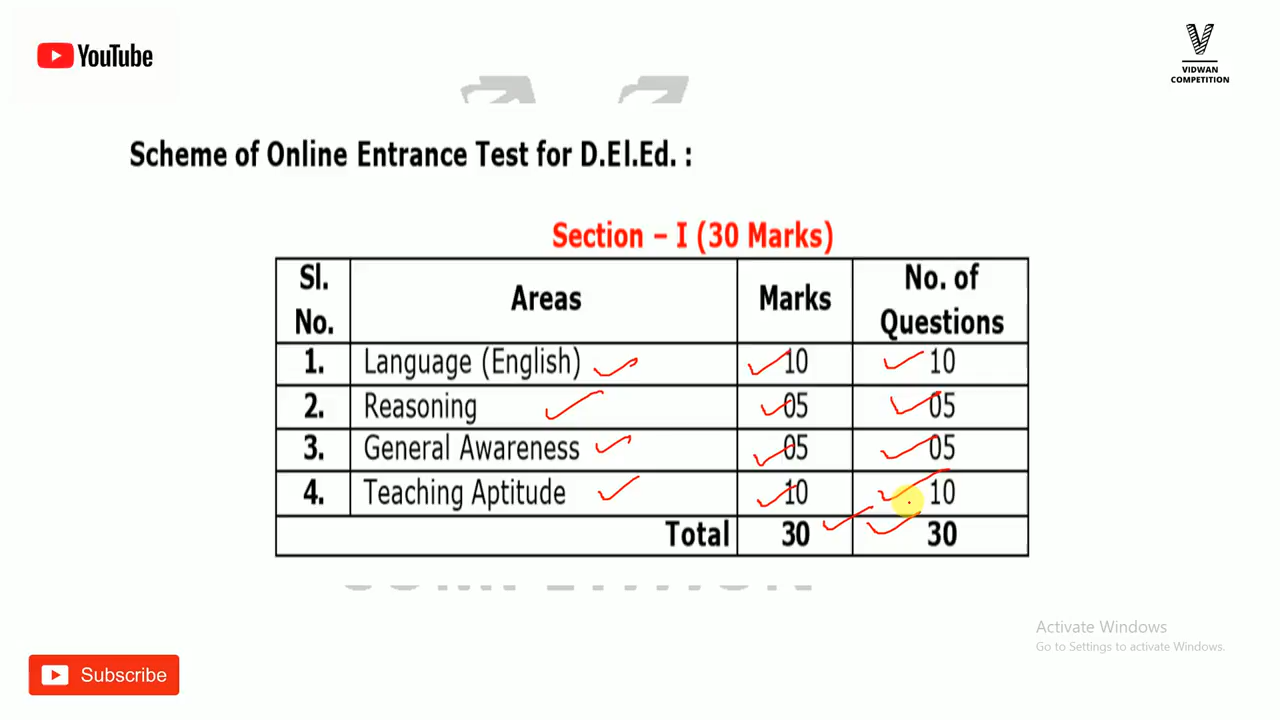 YouTube
VIDWAN
COMPETITION
Scheme of Online Entrance Test for D.El.Ed. :
Section – I (30 Marks)
Sl. No. Areas Marks No. of Questions
1. Language (English) 10 10
2. Reasoning 05 05
3. General Awareness 05 05
4. Teaching Aptitude 10 10
Total 30 30
Activate Windows
Go to Settings to activate Windows.
Subscribe